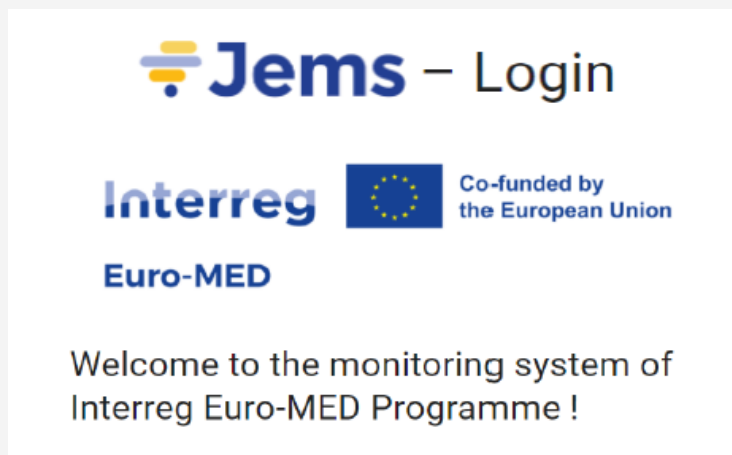 Jems – Login
Interreg
Co-funded by
the European Union
Euro-MED
Welcome to the monitoring system of
Interreg Euro-MED Programme !